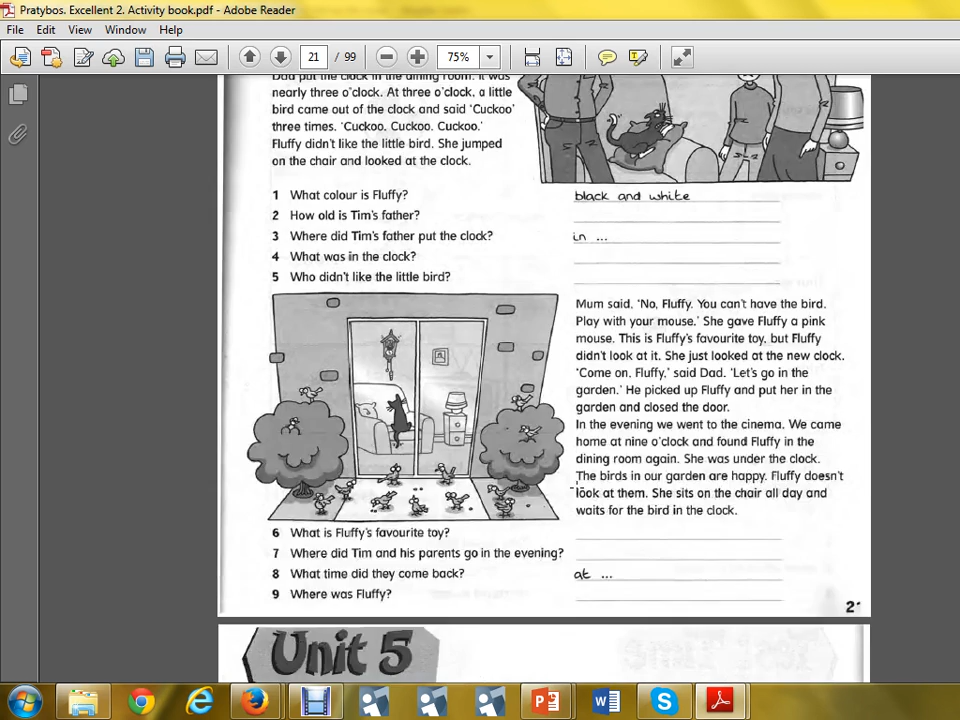 Pratybos. Excellent 2. Activity book.pdf - Adobe Reader
File Edit View Window Help
21 / 99 75%
Dad put the clock in the dining room. It was
nearly three o'clock. At three o'clock, a little
bird came out of the clock and said 'Cuckoo'
three times. 'Cuckoo. Cuckoo. Cuckoo.'
Fluffy didn't like the little bird. She jumped
on the chair and looked at the clock.
1 What colour is Fluffy? black and white
2 How old is Tim's father?
3 Where did Tim's father put the clock? in ...
4 What was in the clock?
5 Who didn't like the little bird?
Mum said, 'No, Fluffy. You can't have the bird.
Play with your mouse.' She gave Fluffy a pink
mouse. This is Fluffy's favourite toy, but Fluffy
didn't look at it. She just looked at the new clock.
'Come on, Fluffy,' said Dad. 'Let's go in the
garden.' He picked up Fluffy and put her in the
garden and closed the door.
In the evening we went to the cinema. We came
home at nine o'clock and found Fluffy in the
dining room again. She was under the clock.
The birds in our garden are happy. Fluffy doesn't
look at them. She sits on the chair all day and
waits for the bird in the clock.
6 What is Fluffy's favourite toy?
7 Where did Tim and his parents go in the evening?
8 What time did they come back? at ...
9 Where was Fluffy?
Unit 5